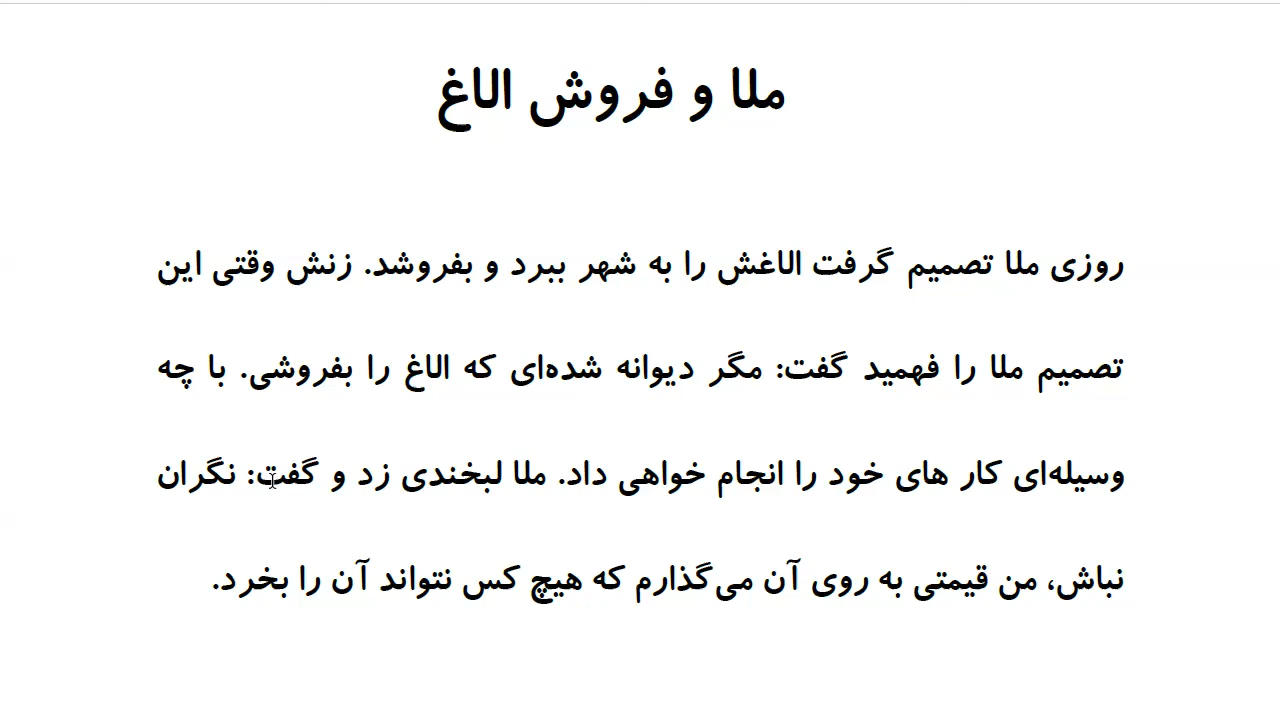 ملا و فروش الاغ
روزی ملا تصمیم گرفت الاغش را به شهر ببرد و بفروشد. زنش وقتی این
تصمیم ملا را فهمید گفت: مگر دیوانه شده‌ای که الاغ را بفروشی. با چه
وسیله‌ای کار های خود را انجام خواهی داد. ملا لبخندی زد و گفت: نگران
نباش، من قیمتی به روی آن می‌گذارم که هیچ کس نتواند آن را بخرد.